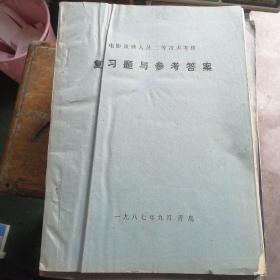 电影放映人员三等技术考核
复习题与参考答案
一九八七年九月 青岛